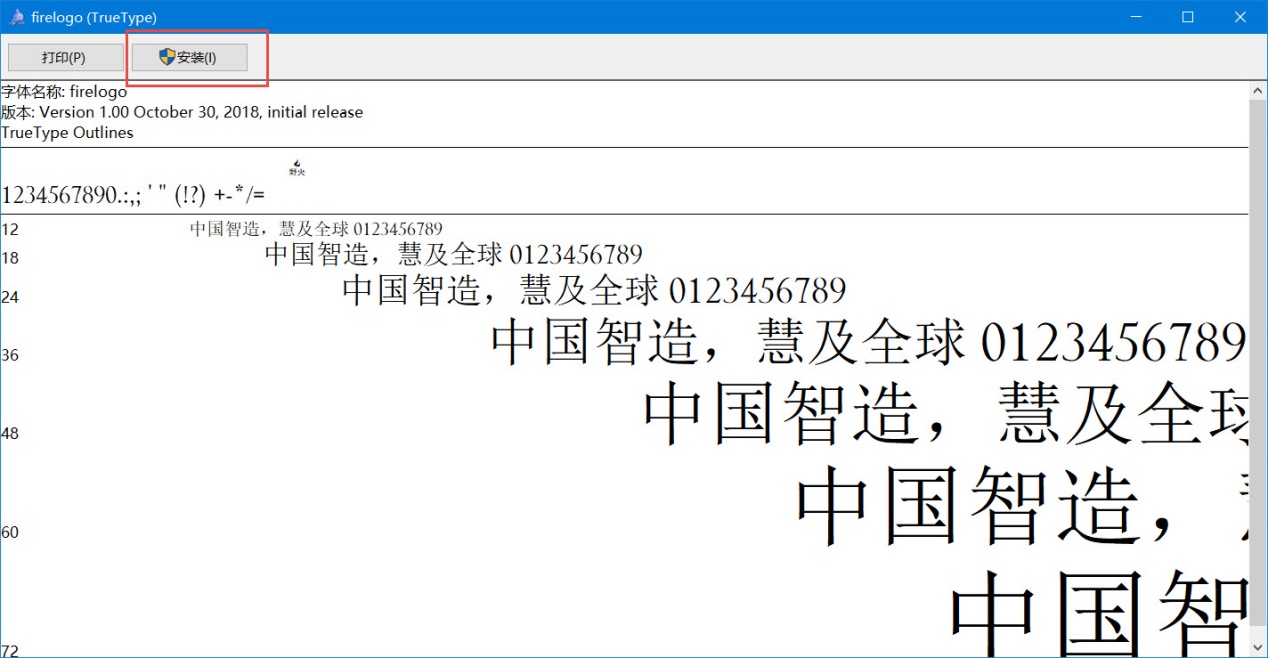 firelogo (TrueType)
打印(P) 安装(I)
字体名称: firelogo
版本: Version 1.00 October 30, 2018, initial release
TrueType Outlines
野火
1234567890.:,; ' " (!?) +-*/=
12 中国智造，慧及全球 0123456789
18 中国智造，慧及全球 0123456789
24 中国智造，慧及全球 0123456789
36 中国智造，慧及全球 0123456789
48 中国智造，慧及全球
60 中国智造，
72 中国智